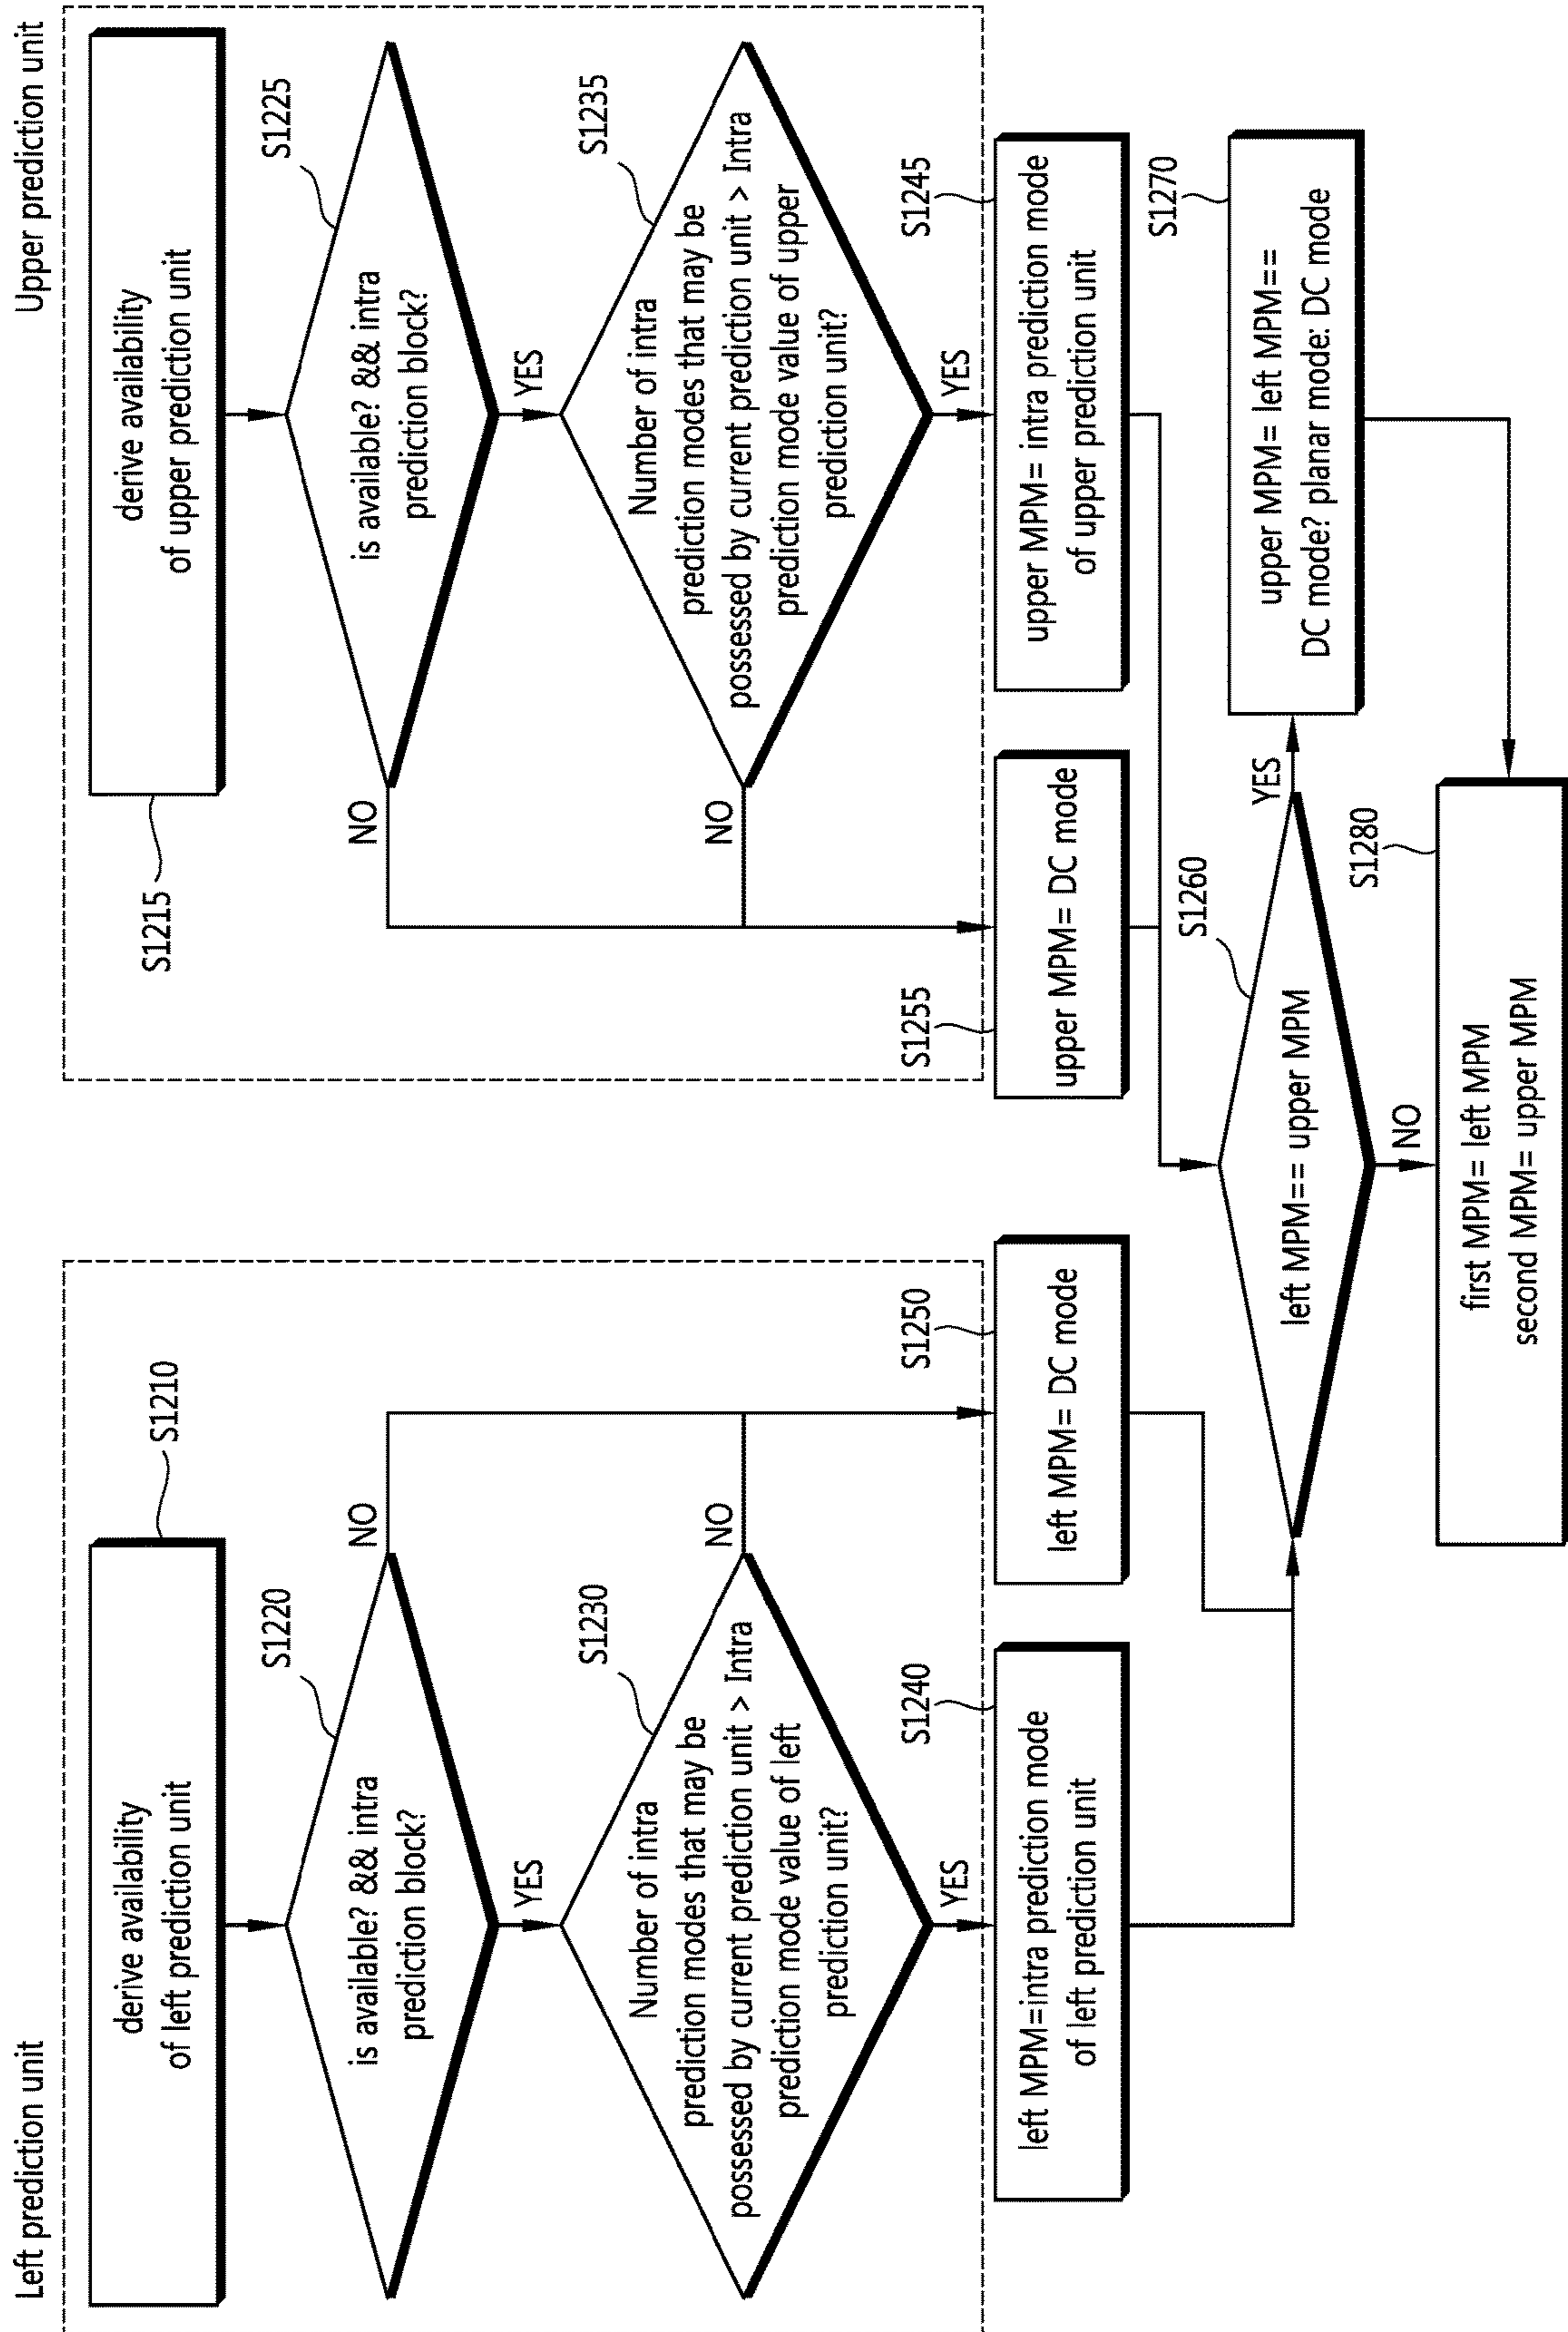 Left prediction unit
derive availability
of left prediction unit
S1210
is available? && intra
prediction block?
S1220
NO
YES
Number of intra
prediction modes that may be
possessed by current prediction unit > Intra
prediction mode value of left
prediction unit?
S1230
NO
YES
left MPM=intra prediction mode
of left prediction unit
S1240
left MPM= DC mode
S1250
Upper prediction unit
derive availability
of upper prediction unit
S1215
is available? && intra
prediction block?
S1225
NO
YES
Number of intra
prediction modes that may be
possessed by current prediction unit > Intra
prediction mode value of upper
prediction unit?
S1235
NO
YES
upper MPM= DC mode
S1255
upper MPM= intra prediction mode
of upper prediction unit
S1245
left MPM== upper MPM
S1260
YES
upper MPM= left MPM==
DC mode? planar mode: DC mode
S1270
NO
first MPM= left MPM
second MPM= upper MPM
S1280